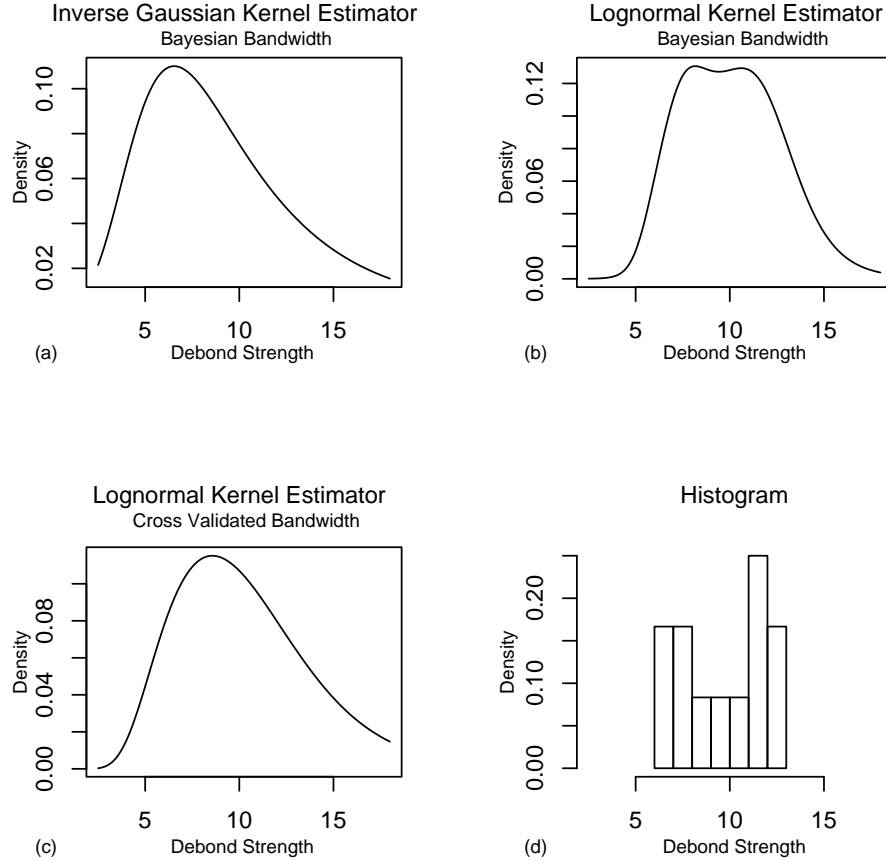 Inverse Gaussian Kernel Estimator
Bayesian Bandwidth
Density
0.02 0.06 0.10
5 10 15
Debond Strength
(a)
Lognormal Kernel Estimator
Bayesian Bandwidth
Density
0.00 0.06 0.12
5 10 15
Debond Strength
(b)
Lognormal Kernel Estimator
Cross Validated Bandwidth
Density
0.00 0.04 0.08
5 10 15
Debond Strength
(c)
Histogram
Density
0.00 0.10 0.20
5 10 15
Debond Strength
(d)